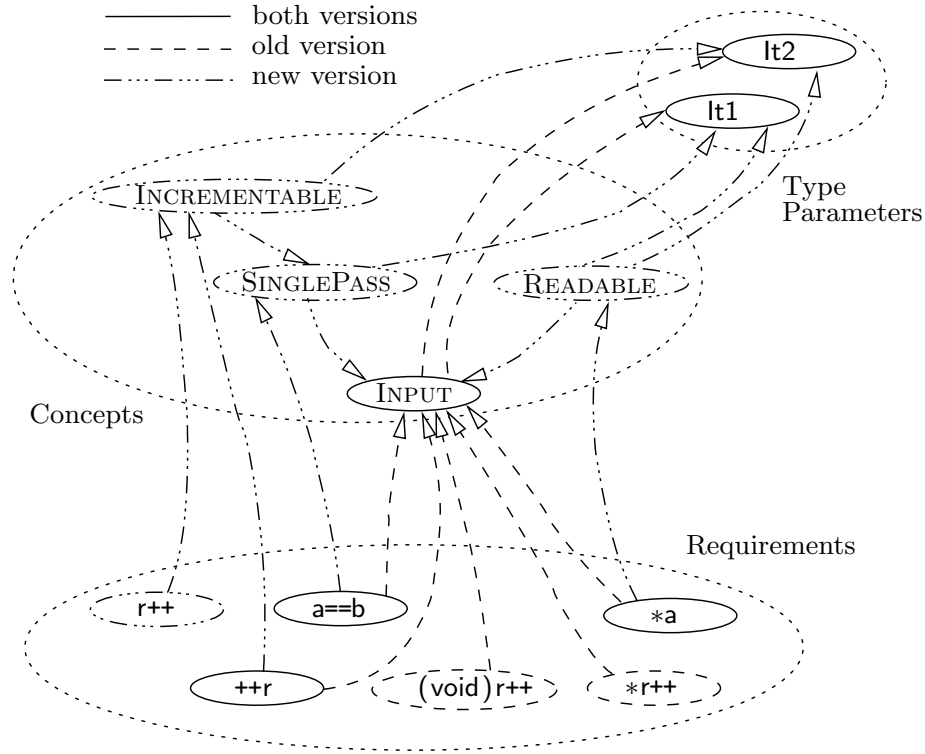 both versions
old version
new version
It2
It1
Type
Parameters
INCREMENTABLE
SINGLEPASS
READABLE
INPUT
Concepts
Requirements
r++
a==b
*a
++r
(void)r++
*r++